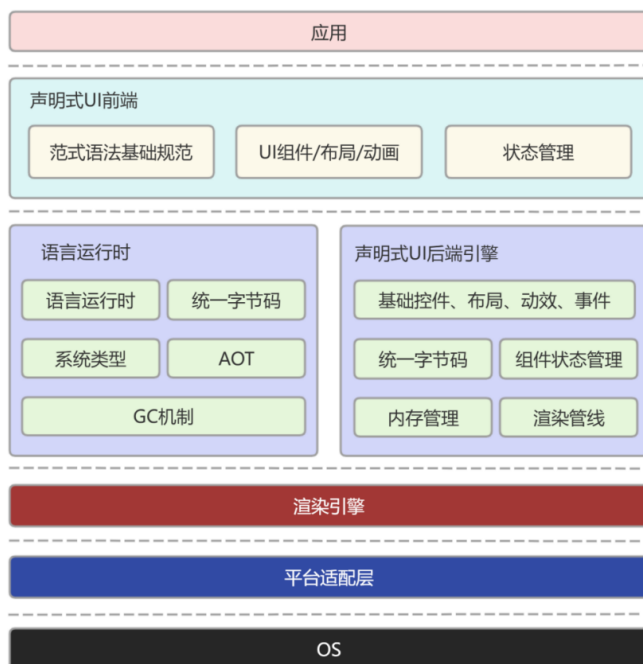 应用
声明式UI前端
范式语法基础规范
UI组件/布局/动画
状态管理
语言运行时
语言运行时
统一字节码
系统类型
AOT
GC机制
声明式UI后端引擎
基础控件、布局、动效、事件
统一字节码
组件状态管理
内存管理
渲染管线
渲染引擎
平台适配层
OS